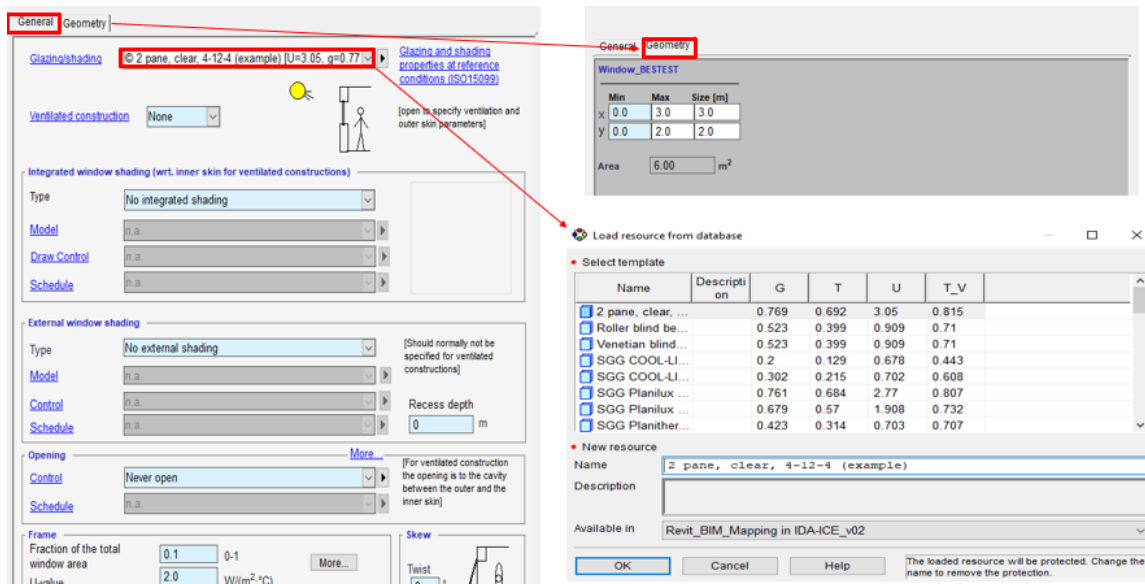 General Geometry
Glazing/shading
© 2 pane, clear, 4-12-4 (example) [U=3.05, g=0.77
Glazing and shading
properties at reference
conditions (ISO15099)
Ventilated construction
None
[open to specify ventilation and
outer skin parameters]
Integrated window shading (wrt. inner skin for ventilated constructions)
Type
No integrated shading
Model
n.a.
Draw Control
n.a.
Schedule
n.a.
External window shading
Type
No external shading
[Should normally not be
specified for ventilated
constructions]
Model
n.a.
Control
n.a.
Recess depth
Schedule
n.a.
0 m
Opening
More...
Control
Never open
[For ventilated construction
the opening is to the cavity
between the outer and the
inner skin]
Schedule
n.a.
Frame
Fraction of the total
window area
0.1 0-1
More...
U-value
2.0 W/(m2·°C)
Skew
Twist
General Geometry
Window_BESTEST
Min Max Size [m]
x 0.0 3.0 3.0
y 0.0 2.0 2.0
Area 6.00 m2
Load resource from database
Select template
Name Descripti
on G T U T_V
2 pane, clear, ... 0.769 0.692 3.05 0.815
Roller blind be... 0.523 0.399 0.909 0.71
Venetian blind... 0.523 0.399 0.909 0.71
SGG COOL-LI... 0.2 0.129 0.678 0.443
SGG COOL-LI... 0.302 0.215 0.702 0.608
SGG Planilux ... 0.761 0.684 2.77 0.807
SGG Planilux ... 0.679 0.57 1.908 0.732
SGG Planither... 0.423 0.314 0.703 0.707
New resource
Name 2 pane, clear, 4-12-4 (example)
Description
Available in Revit_BIM_Mapping in IDA-ICE_v02
OK Cancel Help
The loaded resource will be protected. Change the
name to remove the protection.